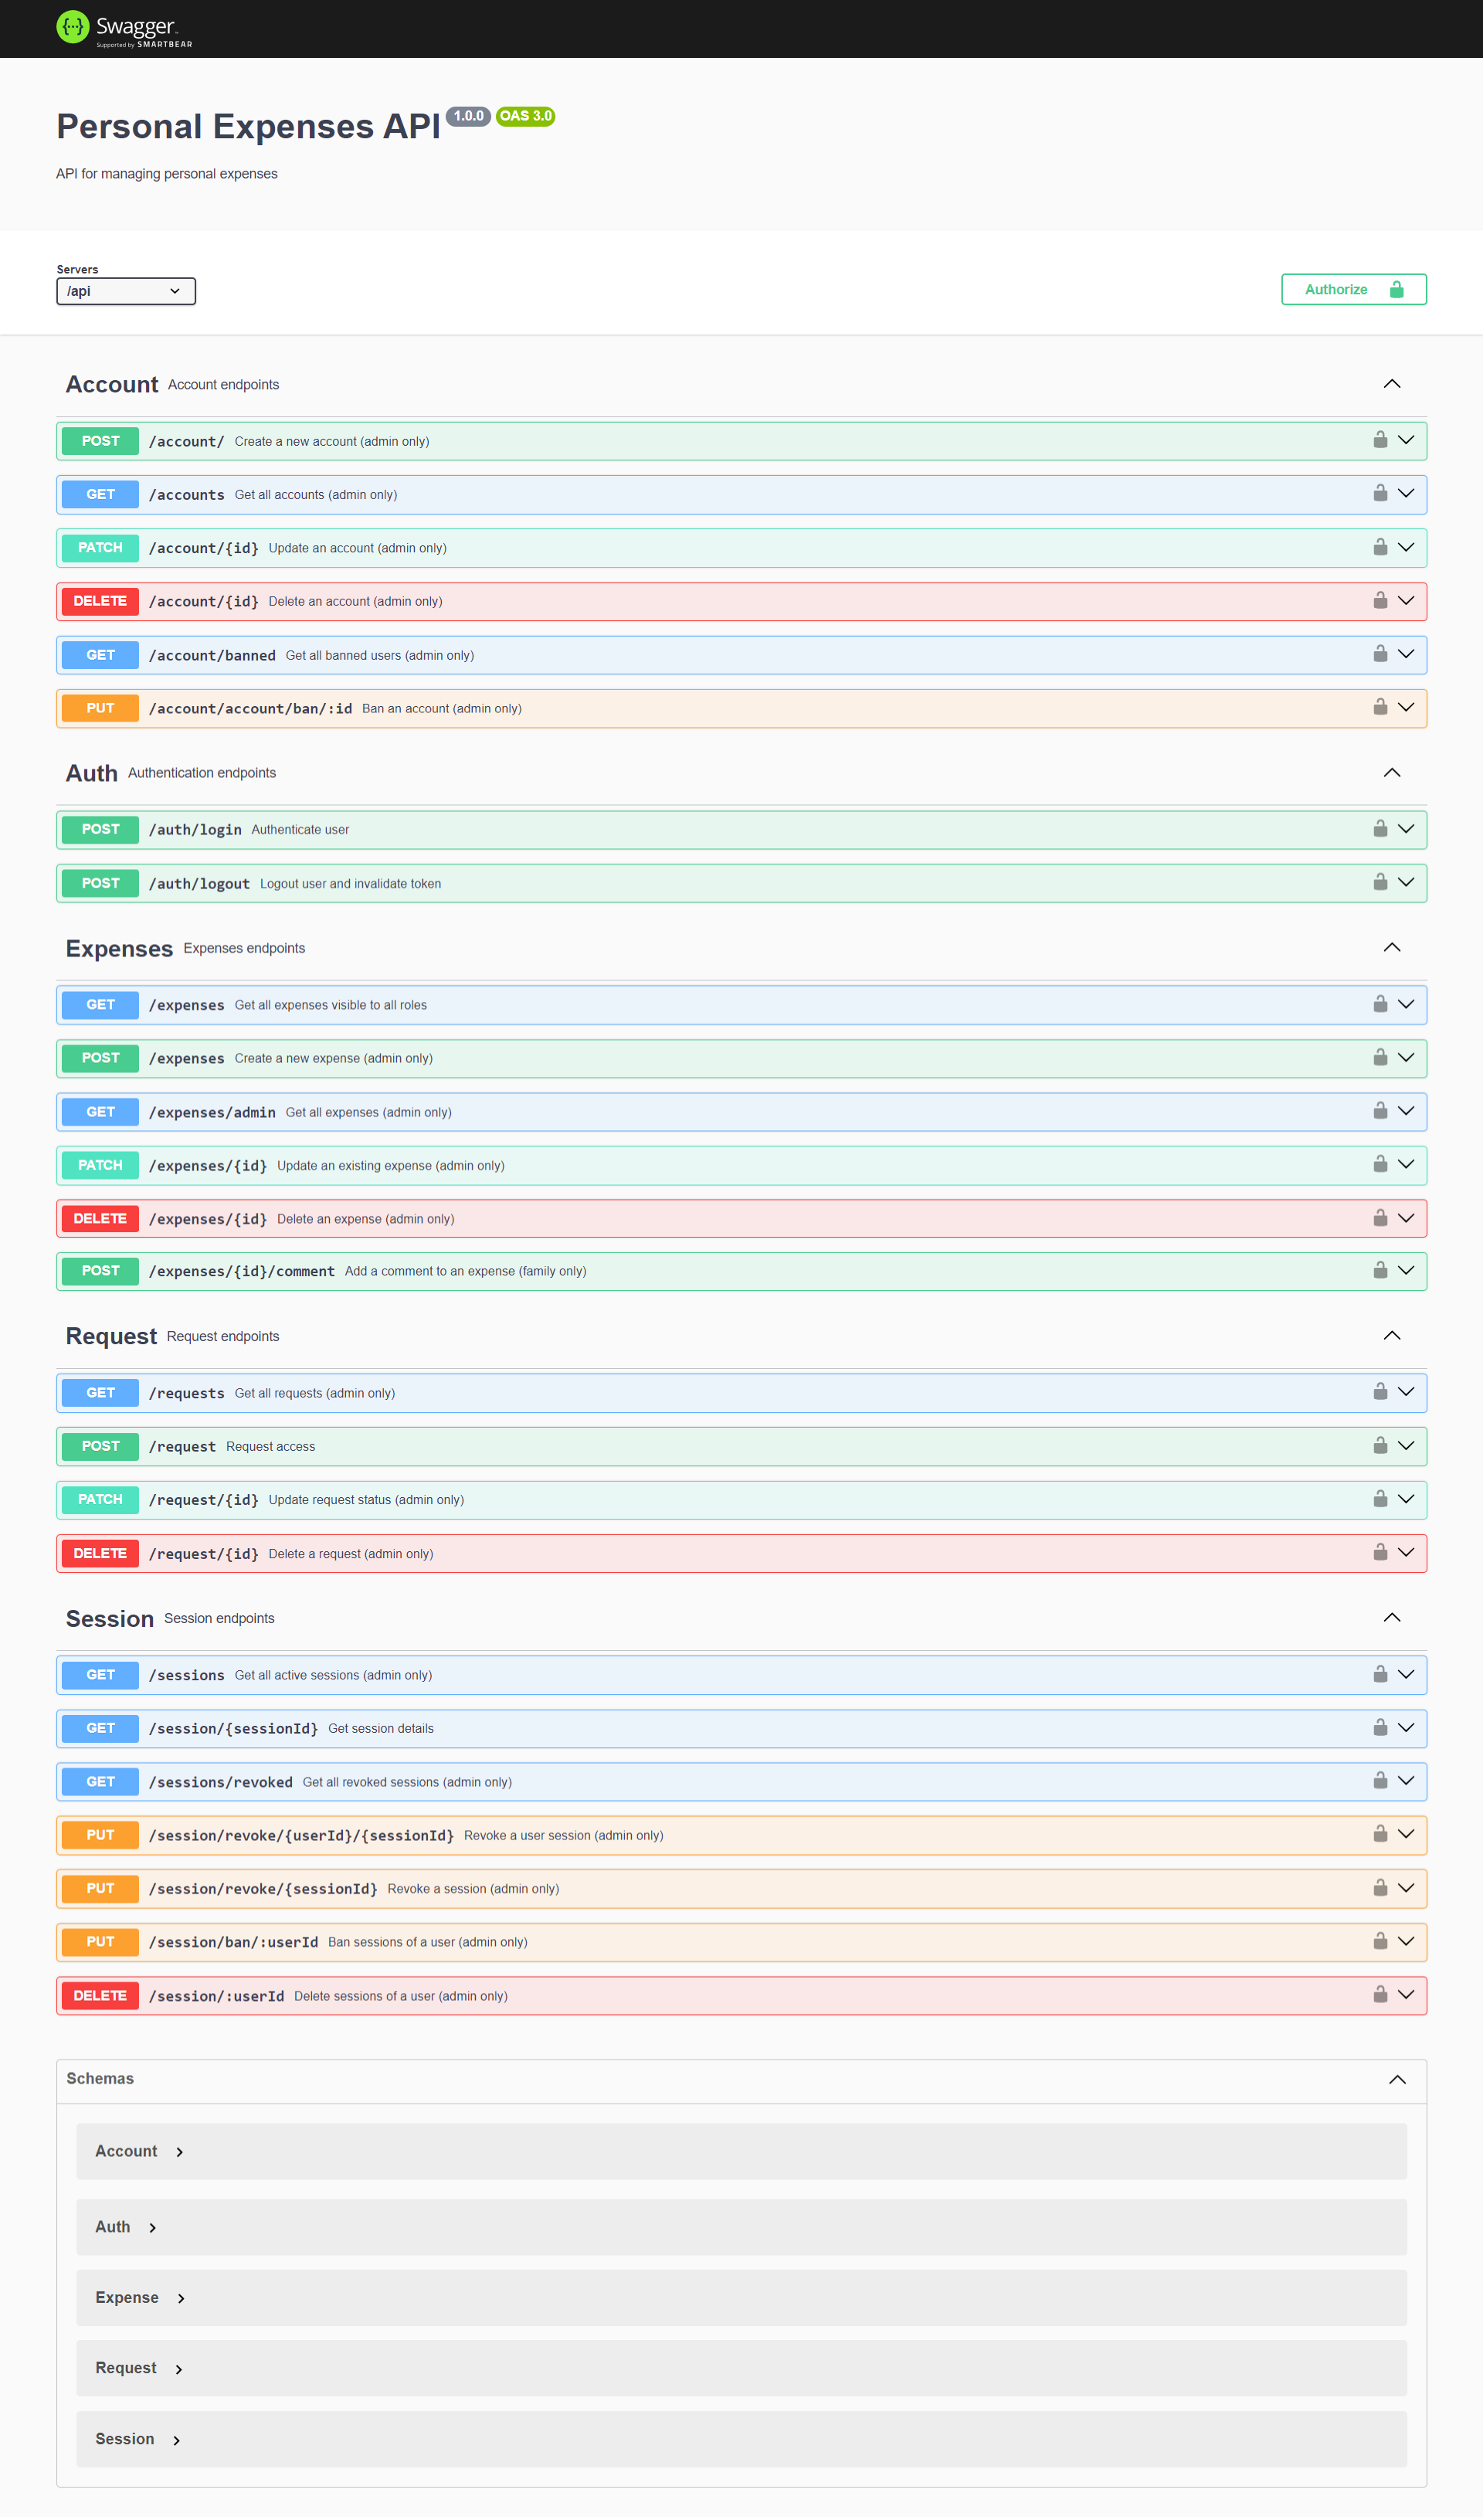 Swagger
Supported by SMARTBEAR
Personal Expenses API 1.0.0 OAS 3.0
API for managing personal expenses
Servers
/api
Authorize
Account Account endpoints
POST /account/ Create a new account (admin only)
GET /accounts Get all accounts (admin only)
PATCH /account/{id} Update an account (admin only)
DELETE /account/{id} Delete an account (admin only)
GET /account/banned Get all banned users (admin only)
PUT /account/account/ban/:id Ban an account (admin only)
Auth Authentication endpoints
POST /auth/login Authenticate user
POST /auth/logout Logout user and invalidate token
Expenses Expenses endpoints
GET /expenses Get all expenses visible to all roles
POST /expenses Create a new expense (admin only)
GET /expenses/admin Get all expenses (admin only)
PATCH /expenses/{id} Update an existing expense (admin only)
DELETE /expenses/{id} Delete an expense (admin only)
POST /expenses/{id}/comment Add a comment to an expense (family only)
Request Request endpoints
GET /requests Get all requests (admin only)
POST /request Request access
PATCH /request/{id} Update request status (admin only)
DELETE /request/{id} Delete a request (admin only)
Session Session endpoints
GET /sessions Get all active sessions (admin only)
GET /session/{sessionId} Get session details
GET /sessions/revoked Get all revoked sessions (admin only)
PUT /session/revoke/{userId}/{sessionId} Revoke a user session (admin only)
PUT /session/revoke/{sessionId} Revoke a session (admin only)
PUT /session/ban/:userId Ban sessions of a user (admin only)
DELETE /session/:userId Delete sessions of a user (admin only)
Schemas
Account
Auth
Expense
Request
Session